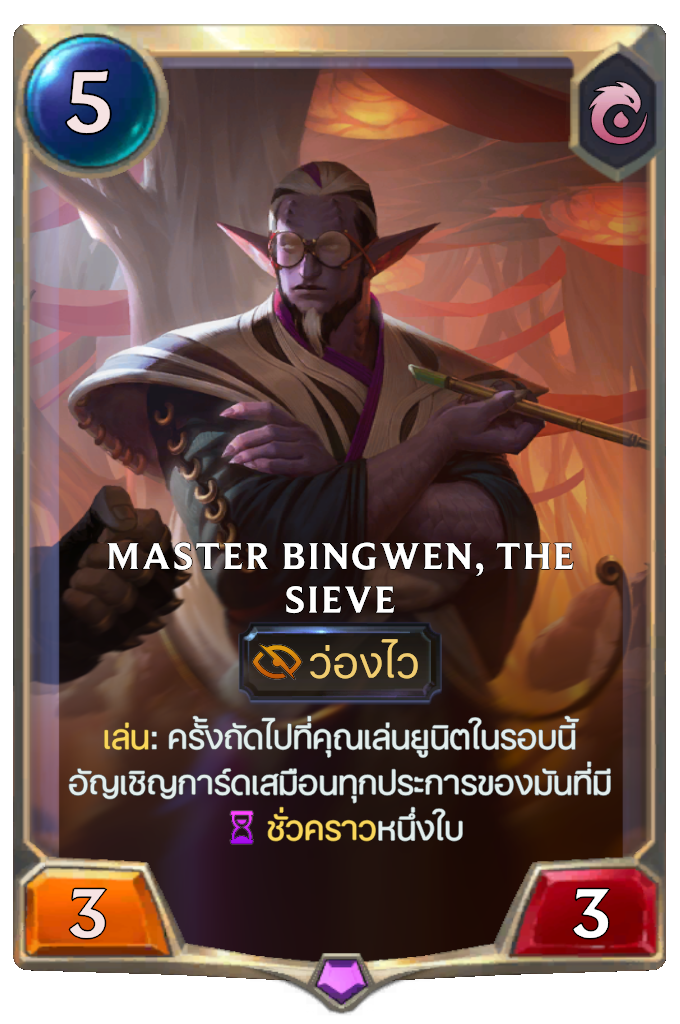 5
MASTER BINGWEN, THE
SIEVE
ว่องไว
เล่น: ครั้งถัดไปที่คุณเล่นยูนิตในรอบนี้
อัญเชิญการ์ดเสมือนทุกประการของมันที่มี
ชั่วคราวหนึ่งใบ
3
3